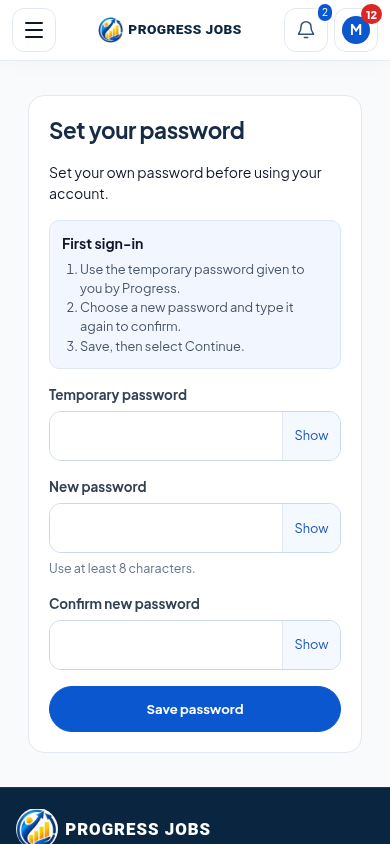 PROGRESS JOBS
2
M
12
Set your password
Set your own password before using your
account.
First sign-in
1. Use the temporary password given to
you by Progress.
2. Choose a new password and type it
again to confirm.
3. Save, then select Continue.
Temporary password
Show
New password
Show
Use at least 8 characters.
Confirm new password
Show
Save password
PROGRESS JOBS